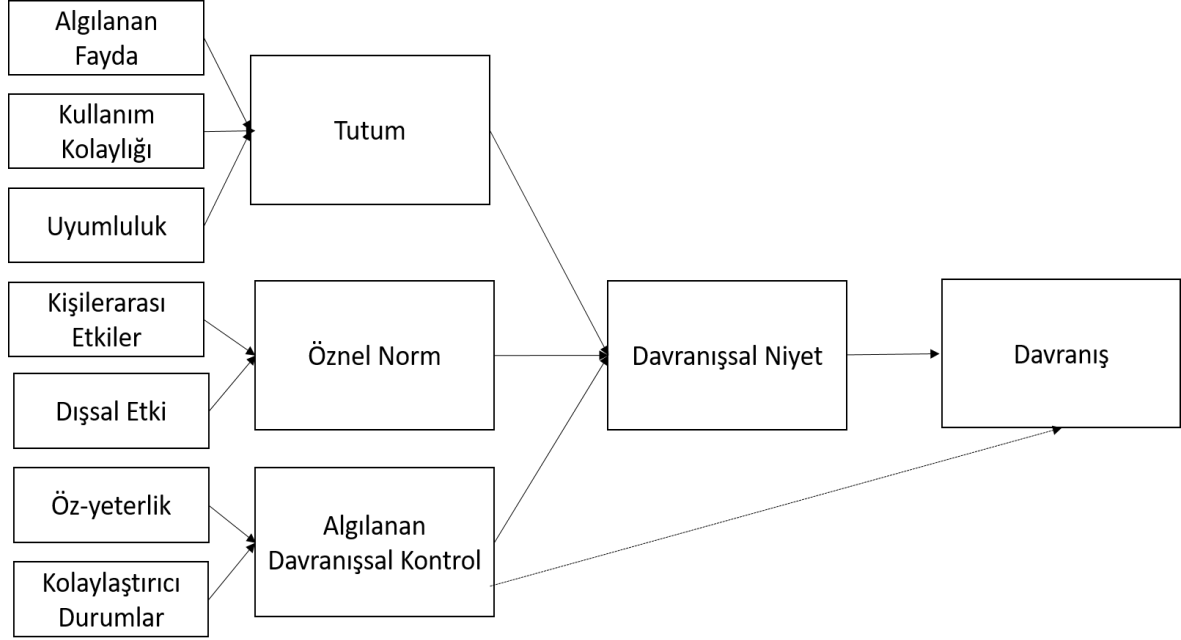 Algılanan
Fayda
Kullanım
Kolaylığı
Uyumluluk
Kişilerarası
Etkiler
Dışsal Etki
Öz-yeterlik
Kolaylaştırıcı
Durumlar
Tutum
Öznel Norm
Algılanan
Davranışsal Kontrol
Davranışsal Niyet
Davranış